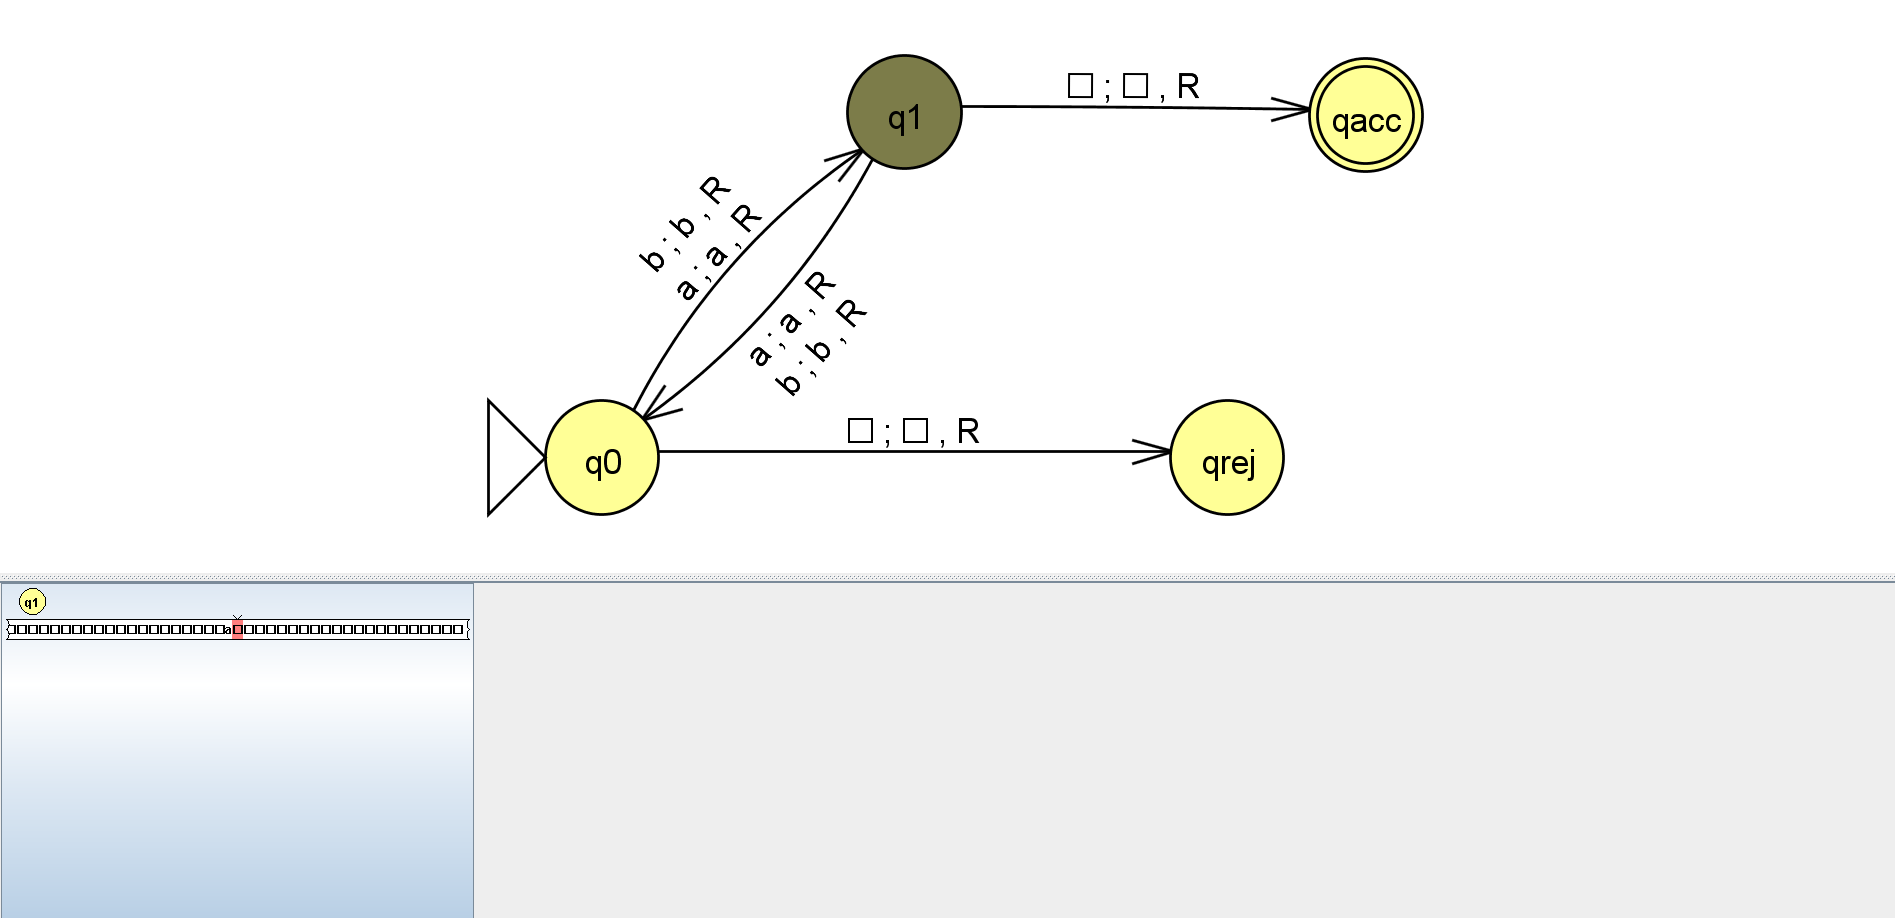 q1
□ ; □ , R
qacc
b ; b , R
a ; a , R
a ; a , R
b ; b , R
q0
□ ; □ , R
qrej
q1
a